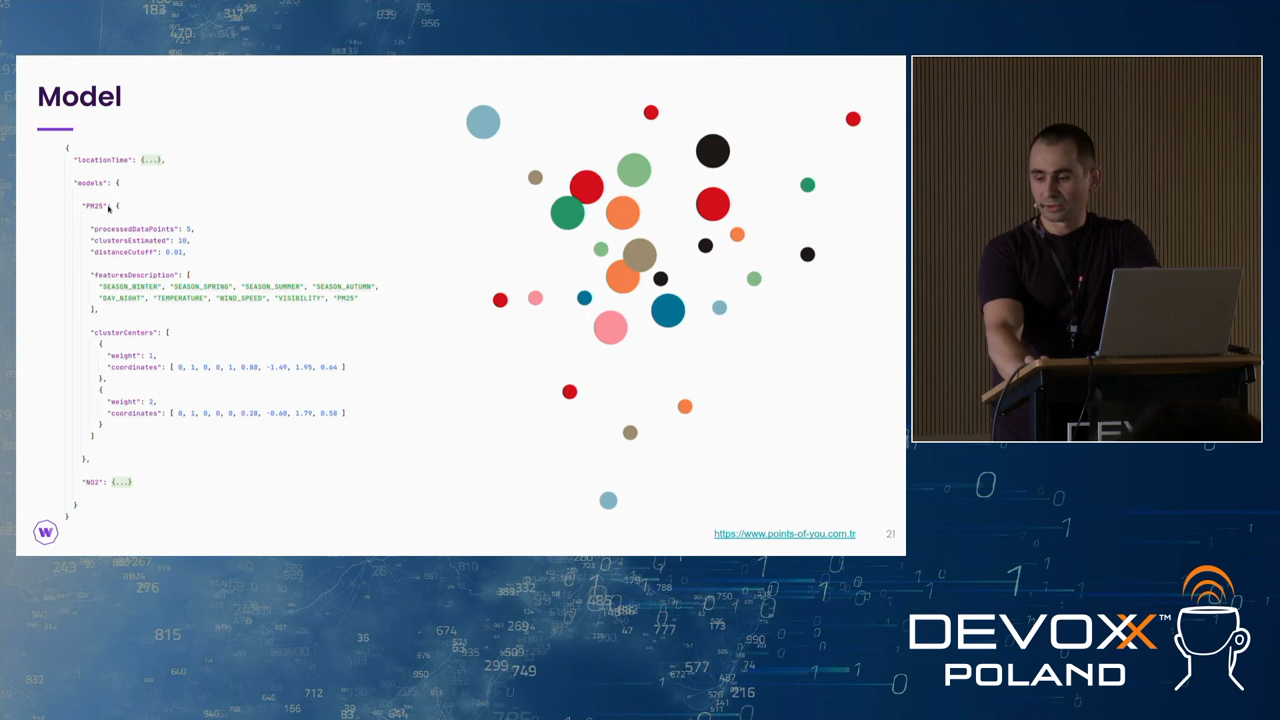 Model
{
"locationTime": {...},
"models": {
"PM25": {
"processedDataPoints": 5,
"clustersEstimated": 10,
"distanceCutoff": 0.01,
"featuresDescription": [
"SEASON_WINTER", "SEASON_SPRING", "SEASON_SUMMER", "SEASON_AUTUMN",
"DAY_NIGHT", "TEMPERATURE", "WIND_SPEED", "VISIBILITY", "PM25"
],
"clusterCenters": [
{
"weight": 1,
"coordinates": [ 0, 1, 0, 0, 1, 0.88, -1.49, 1.95, 0.64 ]
},
{
"weight": 2,
"coordinates": [ 0, 1, 0, 0, 0, 0.28, -0.60, 1.79, 0.58 ]
}
]
},
"NO2": {...}
}
}
W
https://www.points-of-you.com.tr
21
DEVOXX™
POLAND